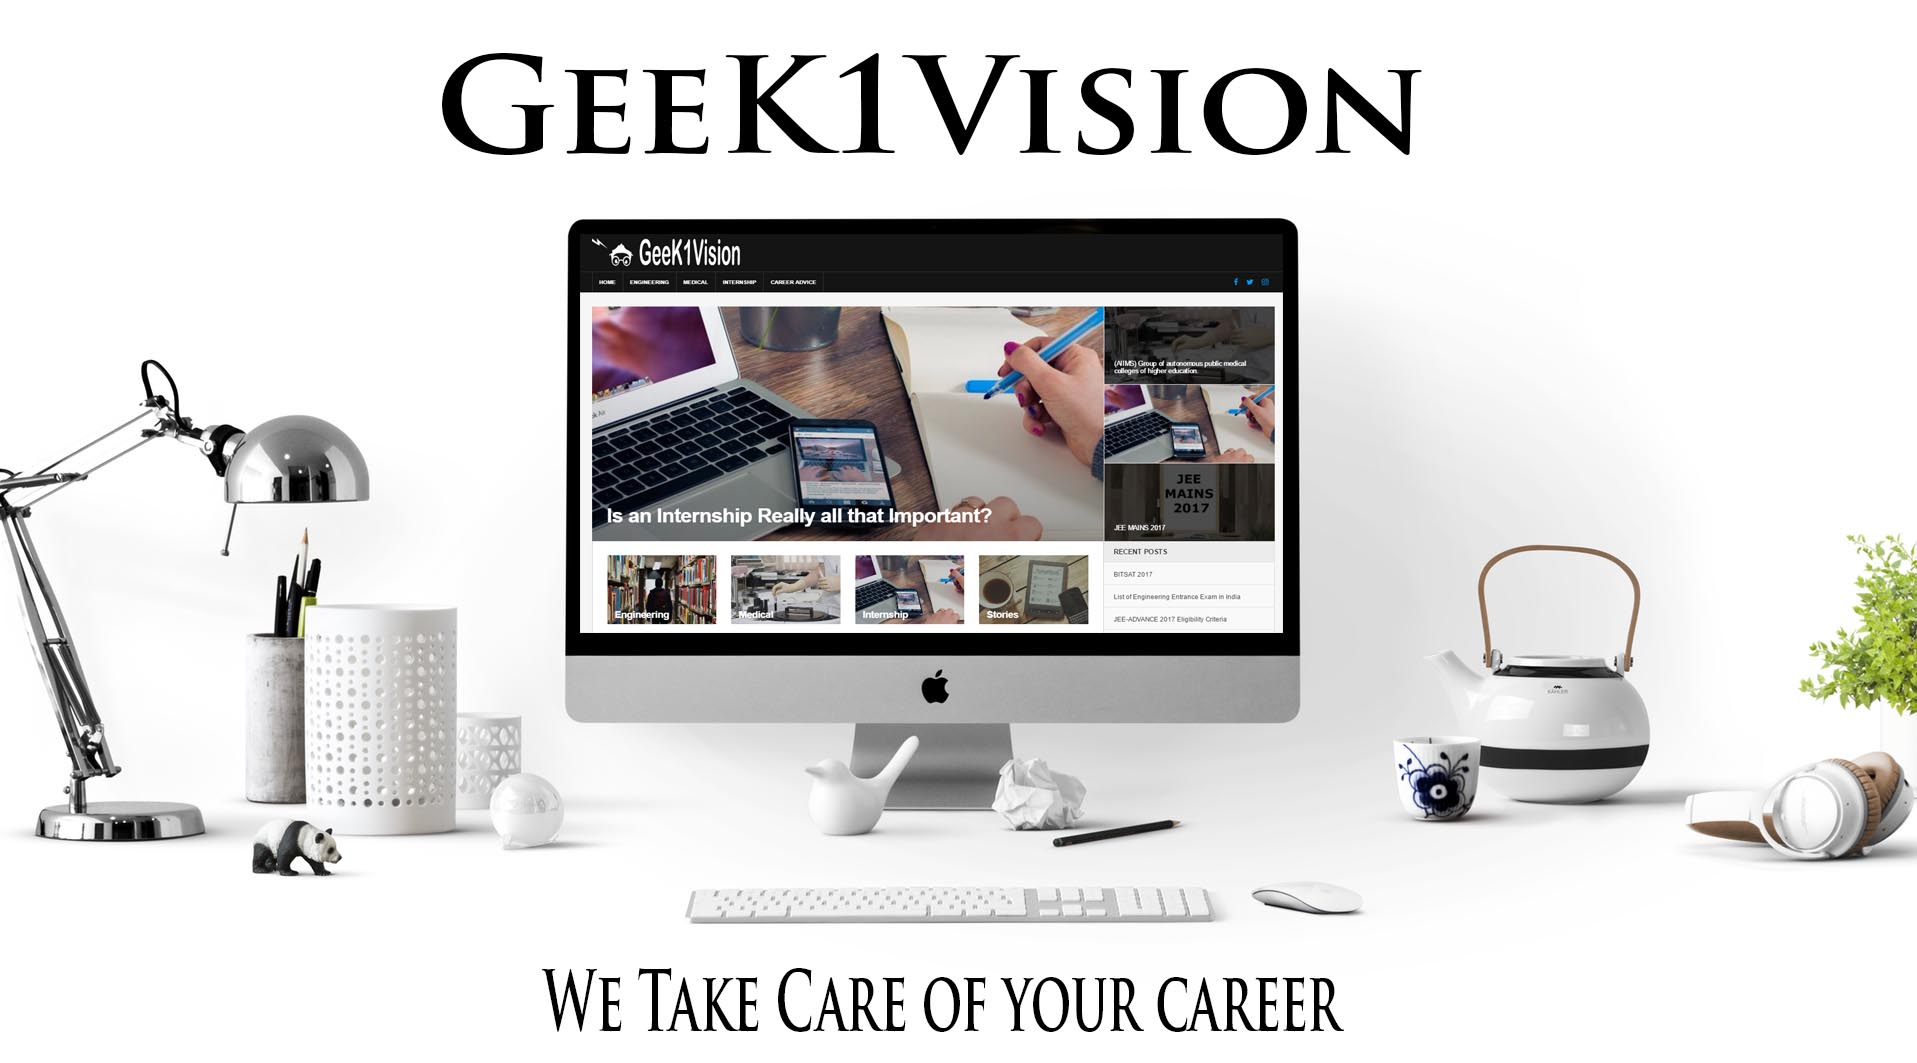 GeeK1Vision
GeeK1Vision
HOME
ENGINEERING
MEDICAL
INTERNSHIP
CAREER ADVICE
(AIIMS) Group of autonomous public medical
colleges of higher education.
JEE
MAINS
2017
JEE MAINS 2017
Is an Internship Really all that Important?
Engineering
Medical
Internship
Stories
RECENT POSTS
BITSAT 2017
List of Engineering Entrance Exam in India
JEE-ADVANCE 2017 Eligibility Criteria
KÄHLER
We Take Care of your career